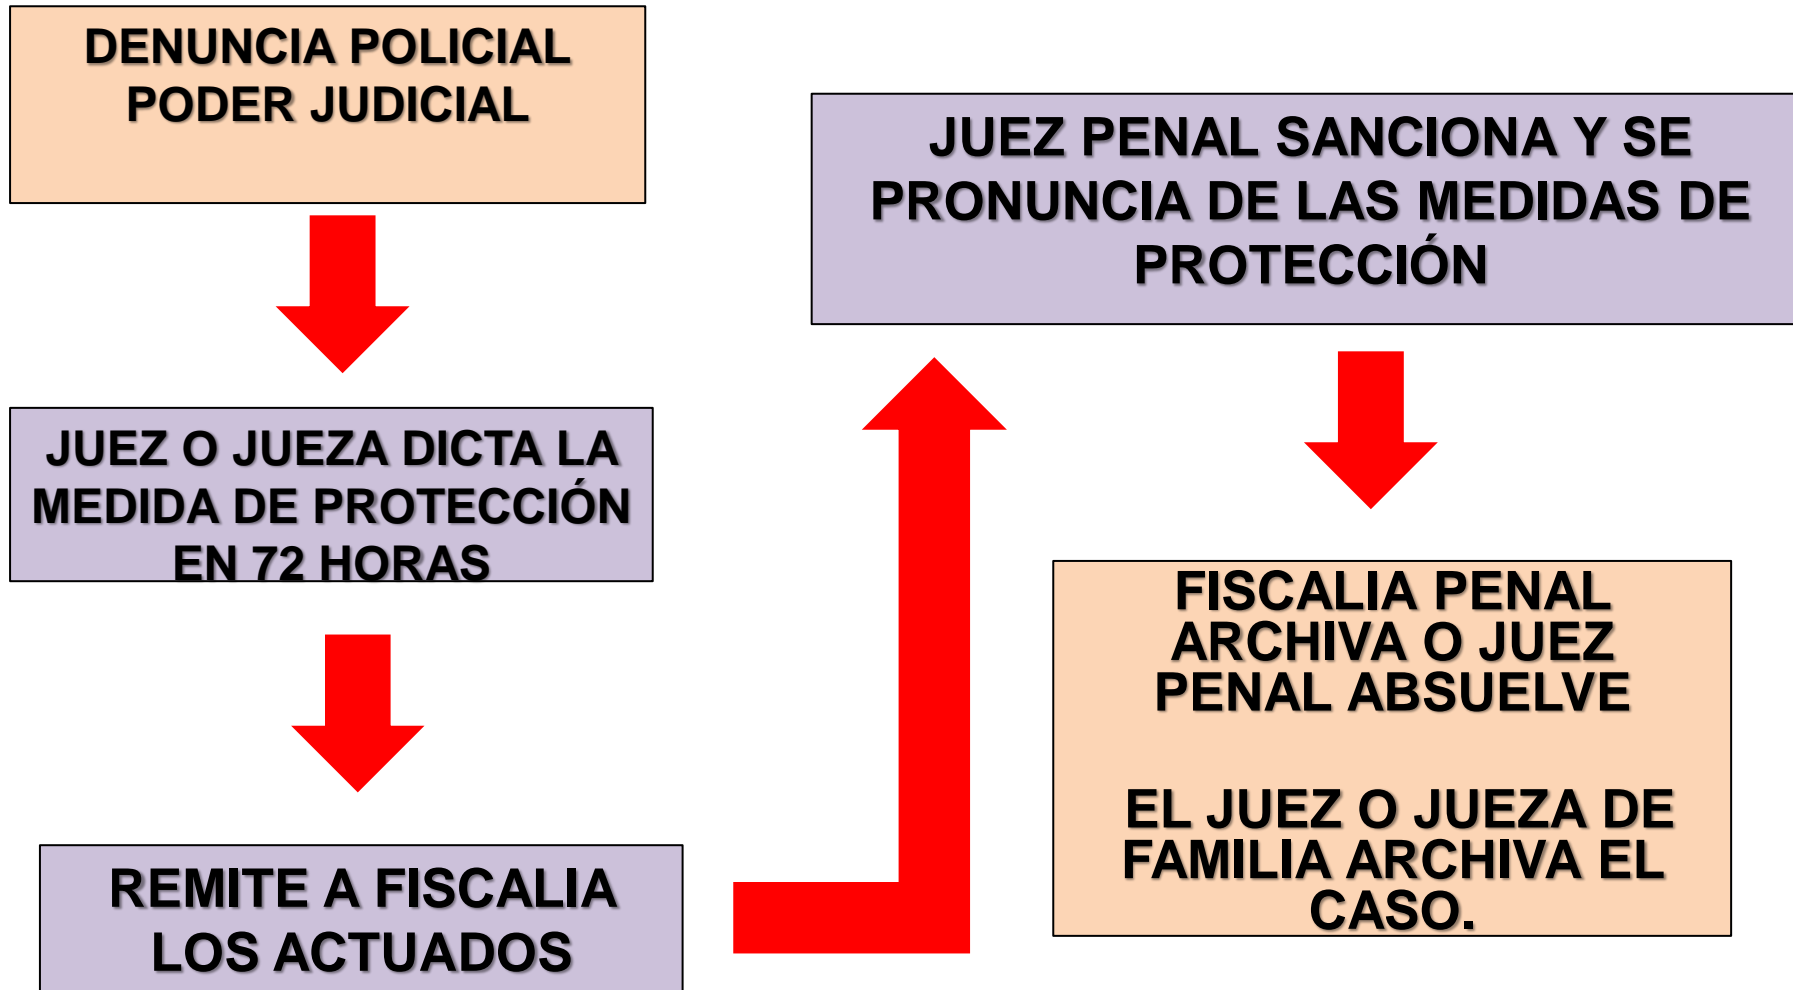 DENUNCIA POLICIAL
PODER JUDICIAL
JUEZ O JUEZA DICTA LA
MEDIDA DE PROTECCIÓN
EN 72 HORAS
REMITE A FISCALIA
LOS ACTUADOS
JUEZ PENAL SANCIONA Y SE
PRONUNCIA DE LAS MEDIDAS DE
PROTECCIÓN
FISCALIA PENAL
ARCHIVA O JUEZ
PENAL ABSUELVE
EL JUEZ O JUEZA DE
FAMILIA ARCHIVA EL
CASO.